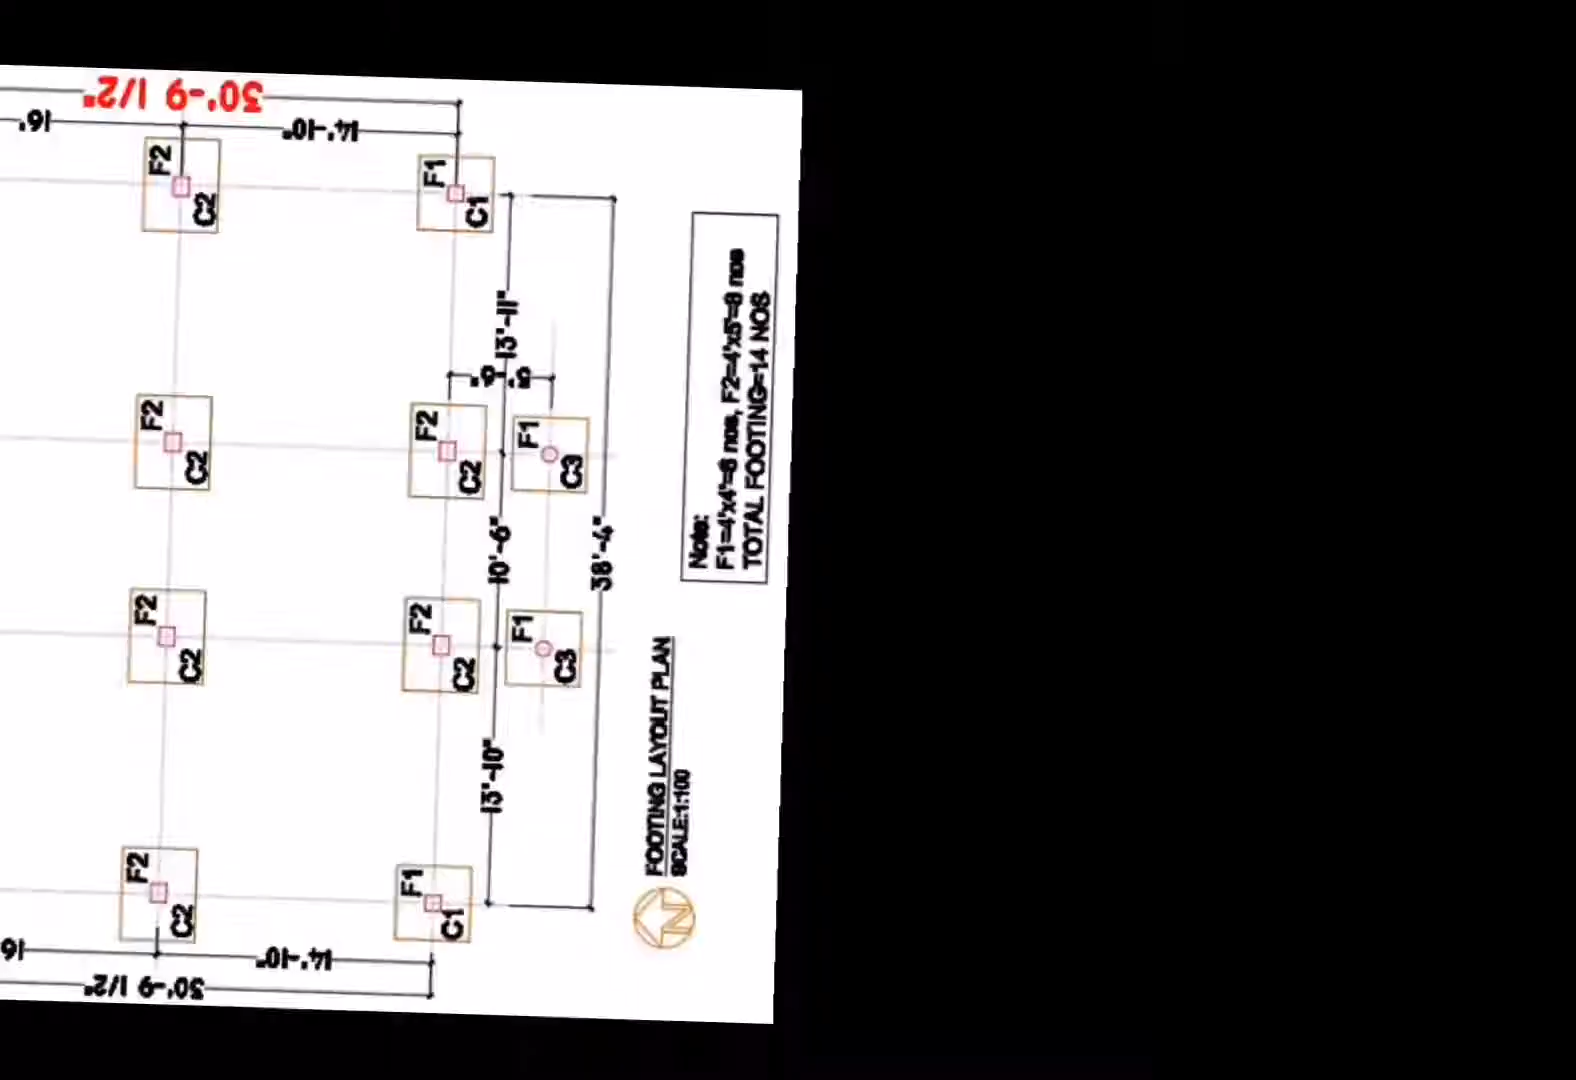 30'-9 1/2"
16'
14'-10"
F2
C2
F1
C1
13'-11"
F2
C2
F2
C2
F1
C3
10'-6"
38'-4"
F2
C2
F2
C2
F1
C3
13'-10"
F2
C2
F1
C1
16
14'-10"
30'-9 1/2"
Note:
F1=4'x4'=6 nos, F2=4'x5'=8 nos
TOTAL FOOTING=14 NOS
FOOTING LAYOUT PLAN
SCALE:1:100
N